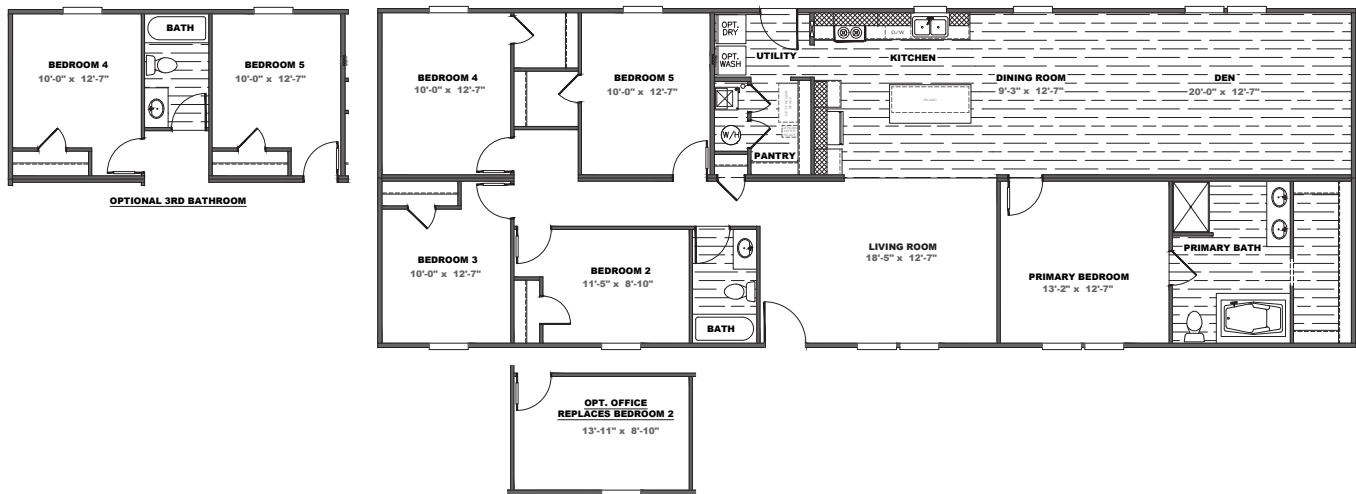 BEDROOM 4
10'-0" x 12'-7"
BATH
BEDROOM 5
10'-0" x 12'-7"
OPTIONAL 3RD BATHROOM
BEDROOM 4
10'-0" x 12'-7"
BEDROOM 5
10'-0" x 12'-7"
OPT.
DRY
OPT.
WASH
UTILITY
D/W
KITCHEN
ISLAND
DINING ROOM
9'-3" x 12'-7"
DEN
20'-0" x 12'-7"
W/H
PANTRY
BEDROOM 3
10'-0" x 12'-7"
BEDROOM 2
11'-5" x 8'-10"
BATH
LIVING ROOM
18'-5" x 12'-7"
PRIMARY BEDROOM
13'-2" x 12'-7"
PRIMARY BATH
OPT. OFFICE
REPLACES BEDROOM 2
13'-11" x 8'-10"